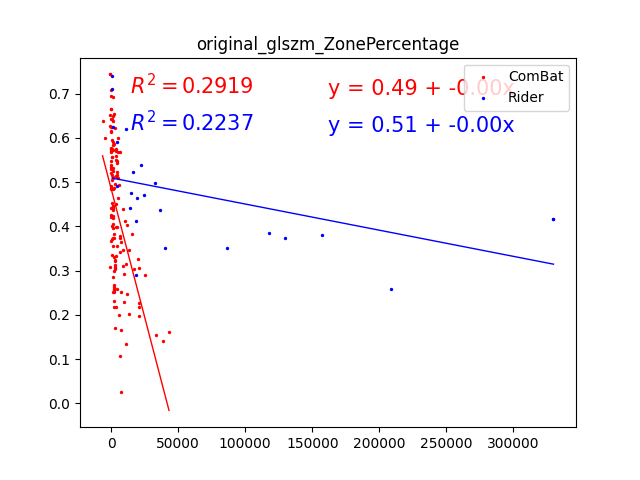 original_glszm_ZonePercentage
R² = 0.2919
y = 0.49 + -0.00x
ComBat
R² = 0.2237
y = 0.51 + -0.00x
Rider
0.7
0.6
0.5
0.4
0.3
0.2
0.1
0.0
0
50000
100000
150000
200000
250000
300000